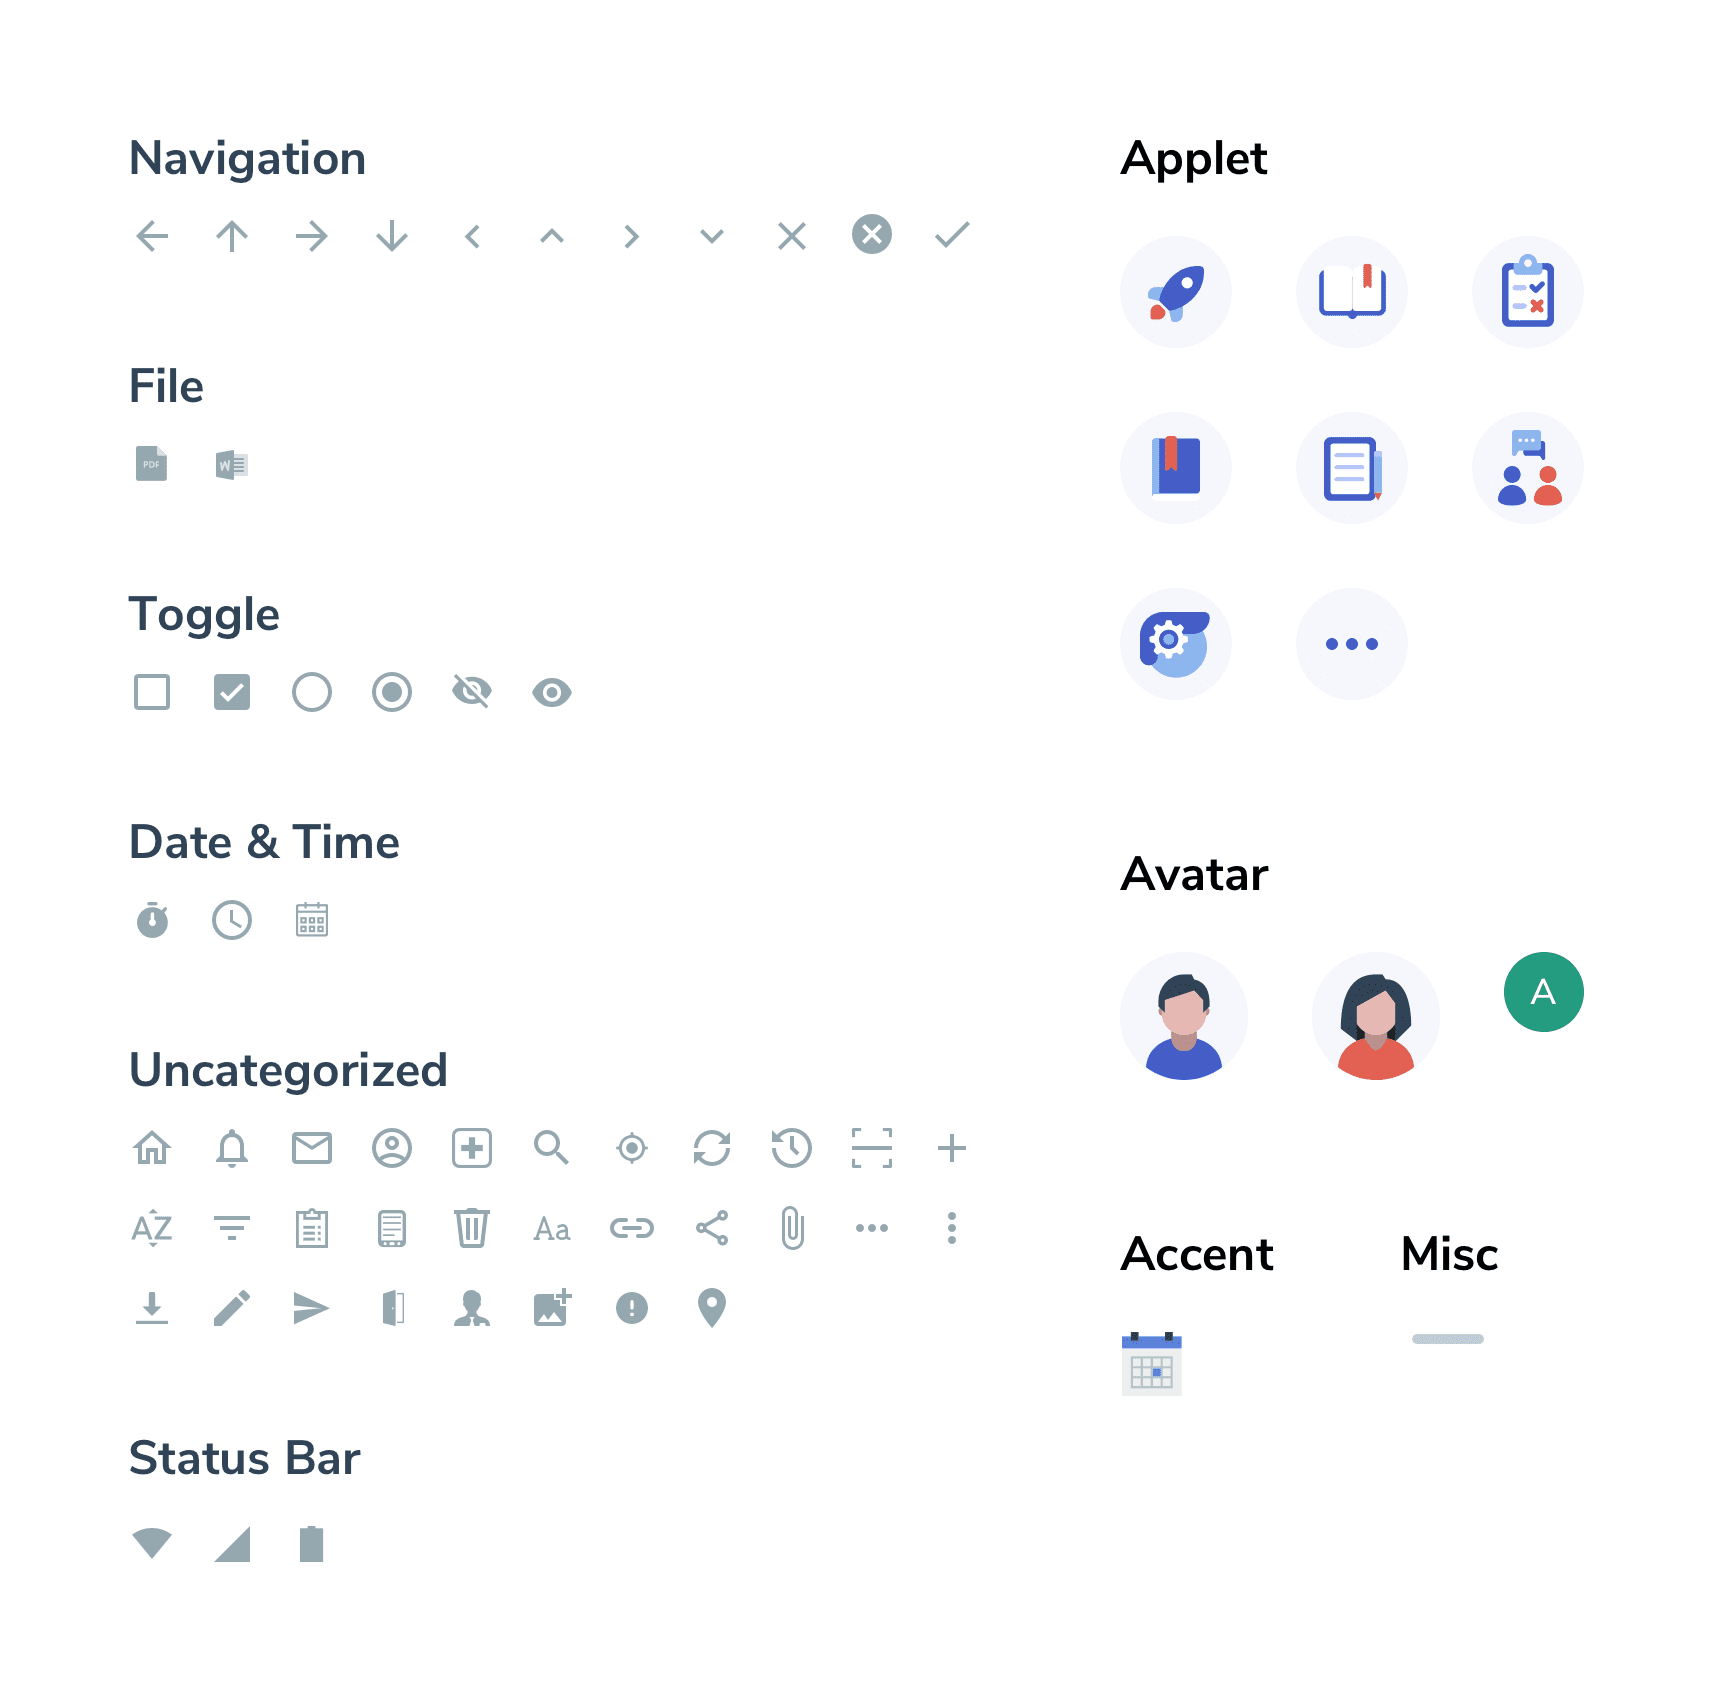 Navigation
File
PDF
W
Toggle
Date & Time
Uncategorized
AZ
Aa
Status Bar
Applet
Avatar
A
Accent
Misc